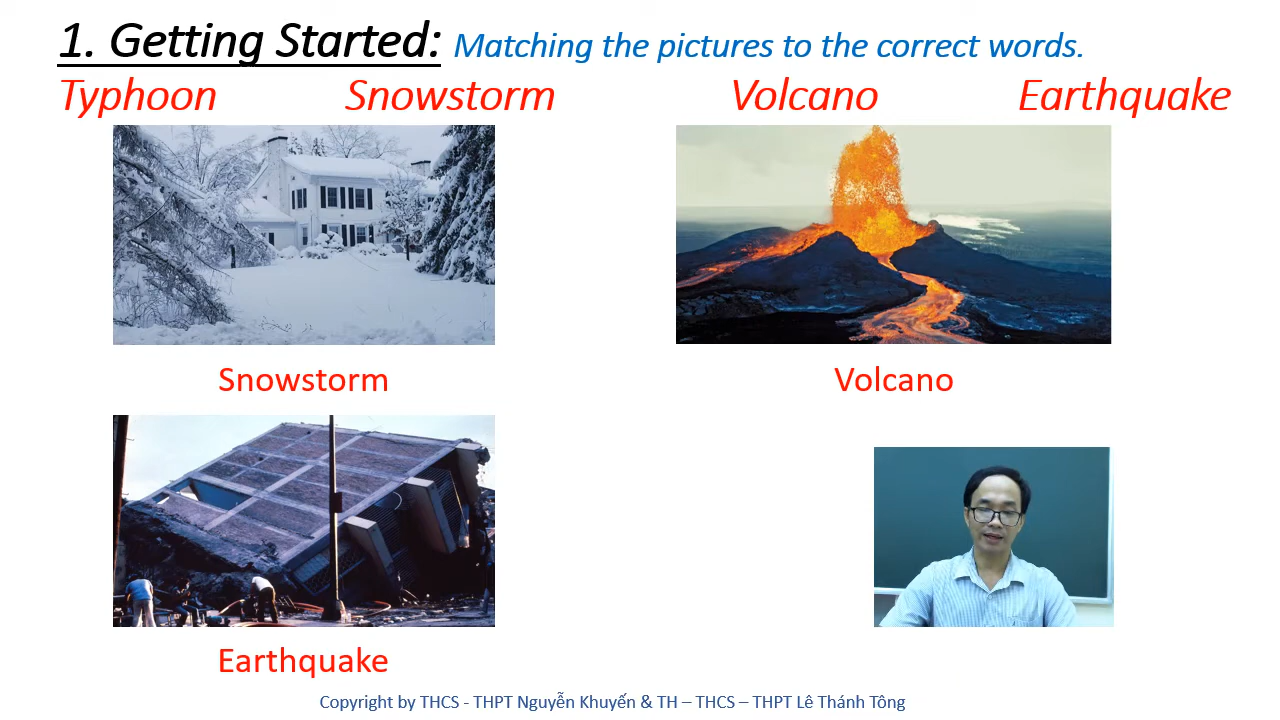 1. Getting Started: Matching the pictures to the correct words.
Typhoon Snowstorm Volcano Earthquake
Snowstorm Volcano
Earthquake
Copyright by THCS - THPT Nguyễn Khuyến & TH – THCS – THPT Lê Thánh Tông